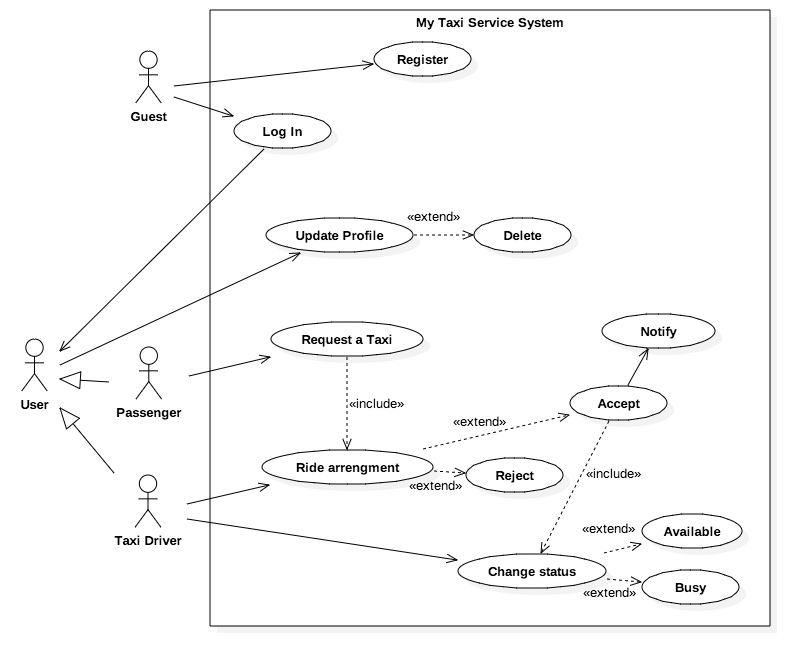 My Taxi Service System
Register
Guest
Log In
«extend»
Update Profile
Delete
Notify
Request a Taxi
User
Passenger
«include»
Accept
«extend»
Ride arrengment
Reject
«include»
«extend»
Taxi Driver
«extend»
Available
Change status
Busy
«extend»